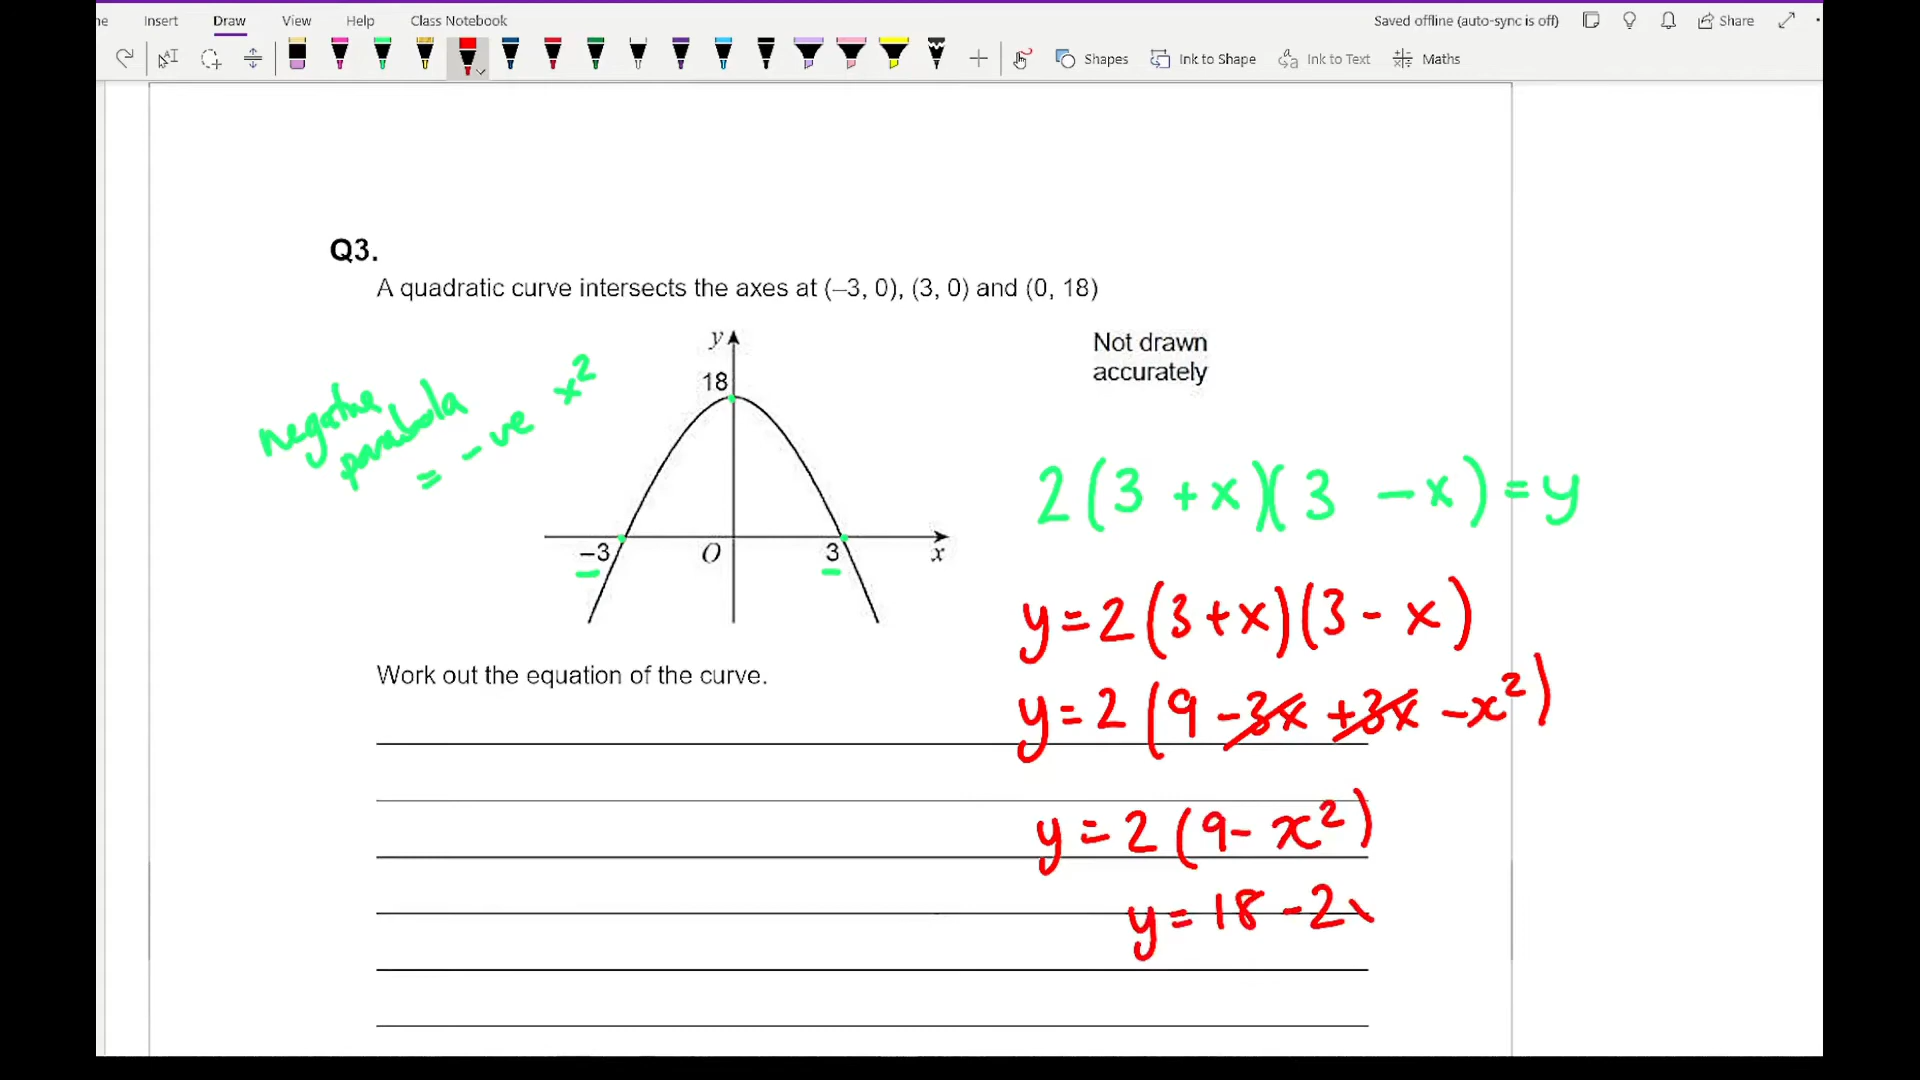 Insert Draw View Help Class Notebook Saved offline (auto-sync is off) Share
Shapes Ink to Shape Ink to Text Maths
Q3.
A quadratic curve intersects the axes at (–3, 0), (3, 0) and (0, 18)
Not drawn
accurately
y
18
–3
O
3
x
negative
parabola
= -ve x²
2(3 + x)(3 - x) = y
y = 2(3 + x)(3 - x)
Work out the equation of the curve.
y = 2(9 - 3x + 3x - x²)
y = 2(9 - x²)
y = 18 - 2